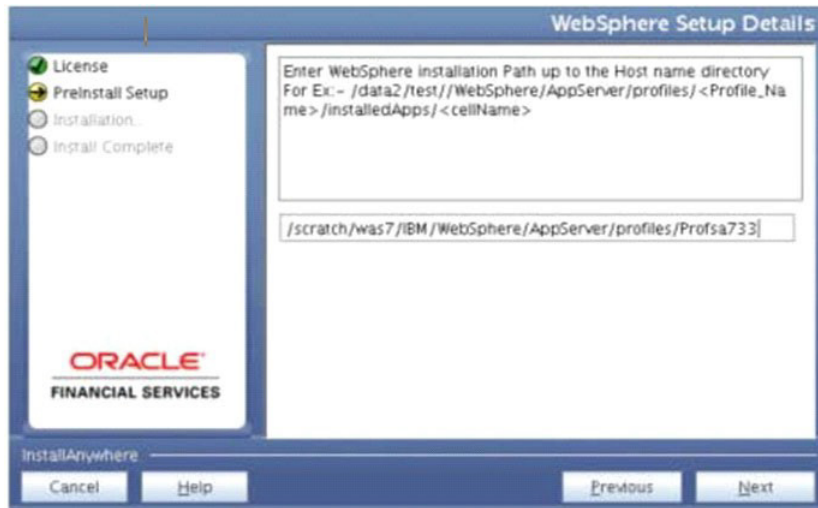 WebSphere Setup Details
License
PreInstall Setup
Installation...
Install Complete
Enter WebSphere installation Path up to the Host name directory
For Ex:- /data2/test//WebSphere/AppServer/profiles/<Profile_Na
me>/installedApps/<cellName>
/scratch/was7/IBM/WebSphere/AppServer/profiles/Profsa733
ORACLE
FINANCIAL SERVICES
InstallAnywhere
Cancel Help Previous Next